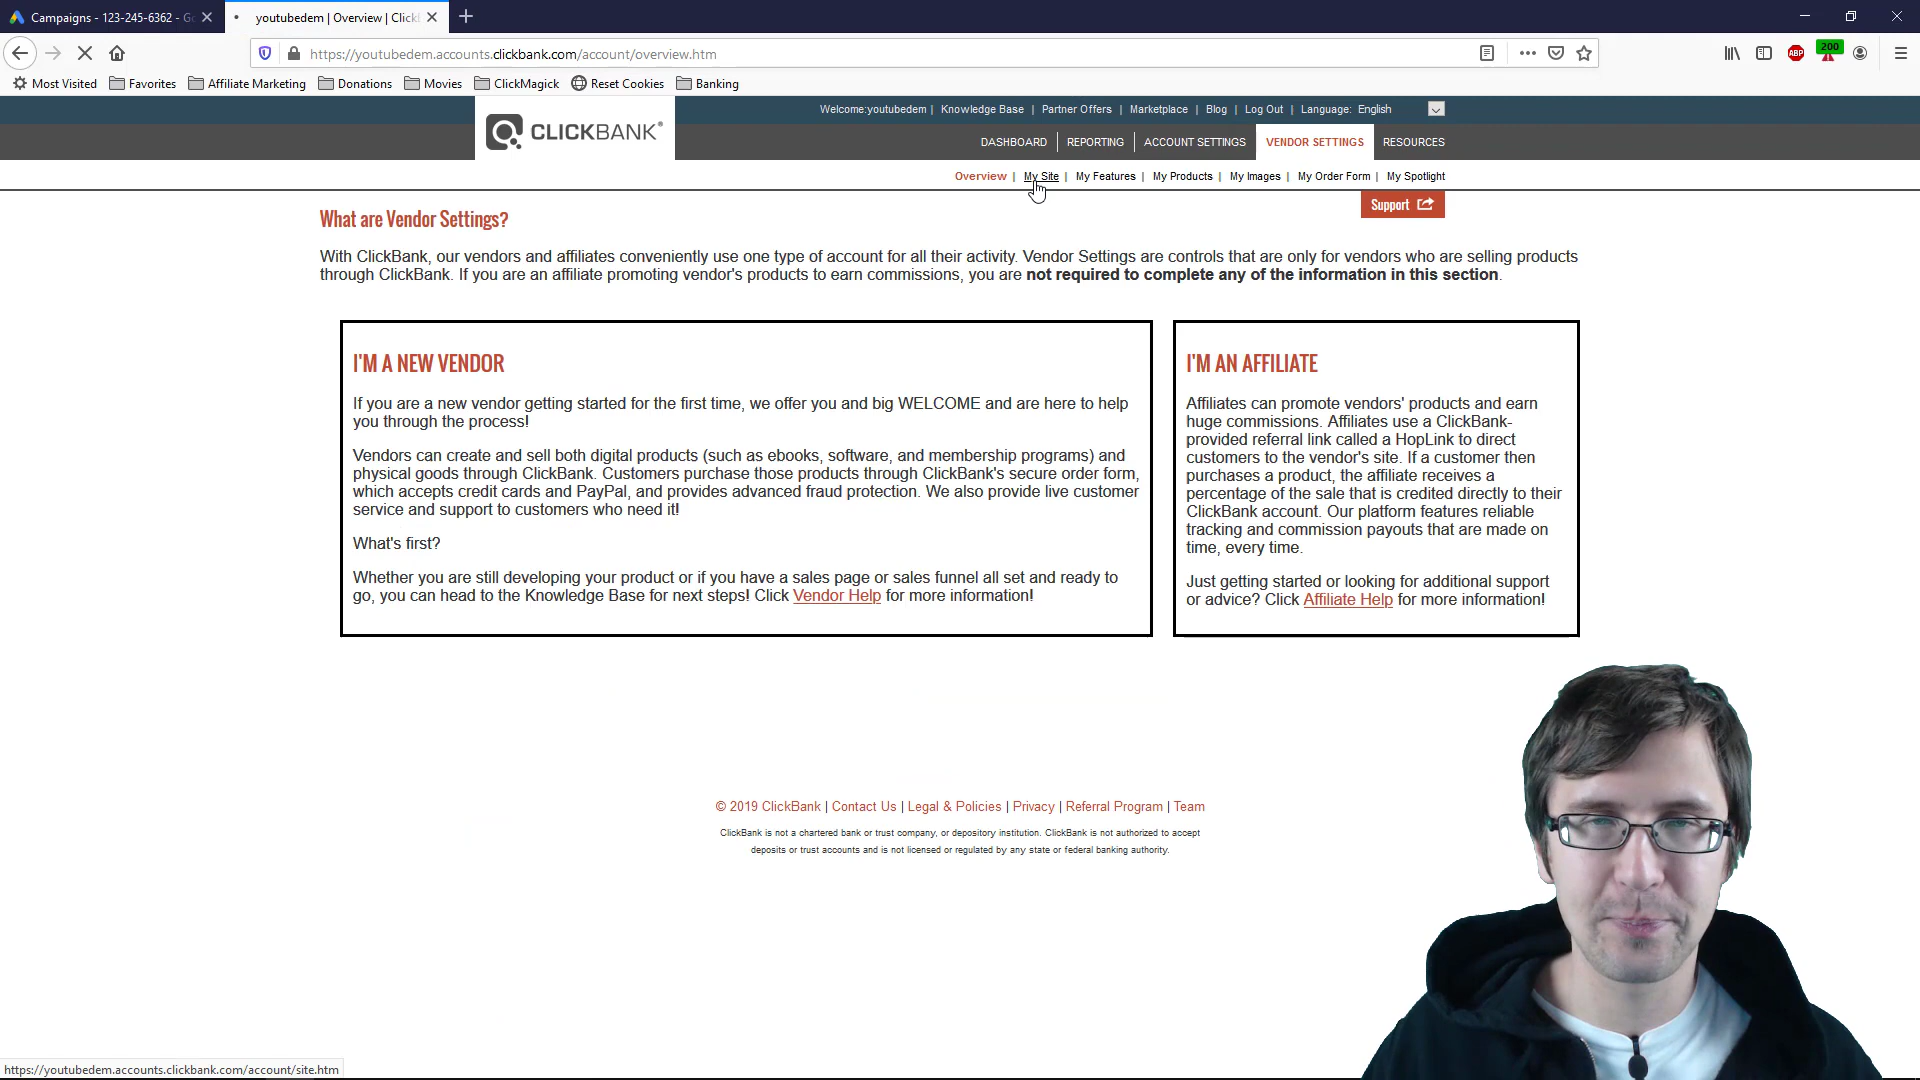 Campaigns - 123-245-6362 - Go
youtubedem | Overview | Click
https://youtubedem.accounts.clickbank.com/account/overview.htm
200
ABP
Most Visited
Favorites
Affiliate Marketing
Donations
Movies
ClickMagick
Reset Cookies
Banking
Welcome:youtubedem | Knowledge Base | Partner Offers | Marketplace | Blog | Log Out | Language: English
CLICKBANK®
DASHBOARD | REPORTING | ACCOUNT SETTINGS VENDOR SETTINGS RESOURCES
Overview | My Site | My Features | My Products | My Images | My Order Form | My Spotlight
Support
What are Vendor Settings?
With ClickBank, our vendors and affiliates conveniently use one type of account for all their activity. Vendor Settings are controls that are only for vendors who are selling products
through ClickBank. If you are an affiliate promoting vendor's products to earn commissions, you are not required to complete any of the information in this section.
I'M A NEW VENDOR
If you are a new vendor getting started for the first time, we offer you and big WELCOME and are here to help
you through the process!
Vendors can create and sell both digital products (such as ebooks, software, and membership programs) and
physical goods through ClickBank. Customers purchase those products through ClickBank's secure order form,
which accepts credit cards and PayPal, and provides advanced fraud protection. We also provide live customer
service and support to customers who need it!
What's first?
Whether you are still developing your product or if you have a sales page or sales funnel all set and ready to
go, you can head to the Knowledge Base for next steps! Click Vendor Help for more information!
I'M AN AFFILIATE
Affiliates can promote vendors' products and earn
huge commissions. Affiliates use a ClickBank-
provided referral link called a HopLink to direct
customers to the vendor's site. If a customer then
purchases a product, the affiliate receives a
percentage of the sale that is credited directly to their
ClickBank account. Our platform features reliable
tracking and commission payouts that are made on
time, every time.
Just getting started or looking for additional support
or advice? Click Affiliate Help for more information!
© 2019 ClickBank | Contact Us | Legal & Policies | Privacy | Referral Program | Team
ClickBank is not a chartered bank or trust company, or depository institution. ClickBank is not authorized to accept
deposits or trust accounts and is not licensed or regulated by any state or federal banking authority.
https://youtubedem.accounts.clickbank.com/account/site.htm